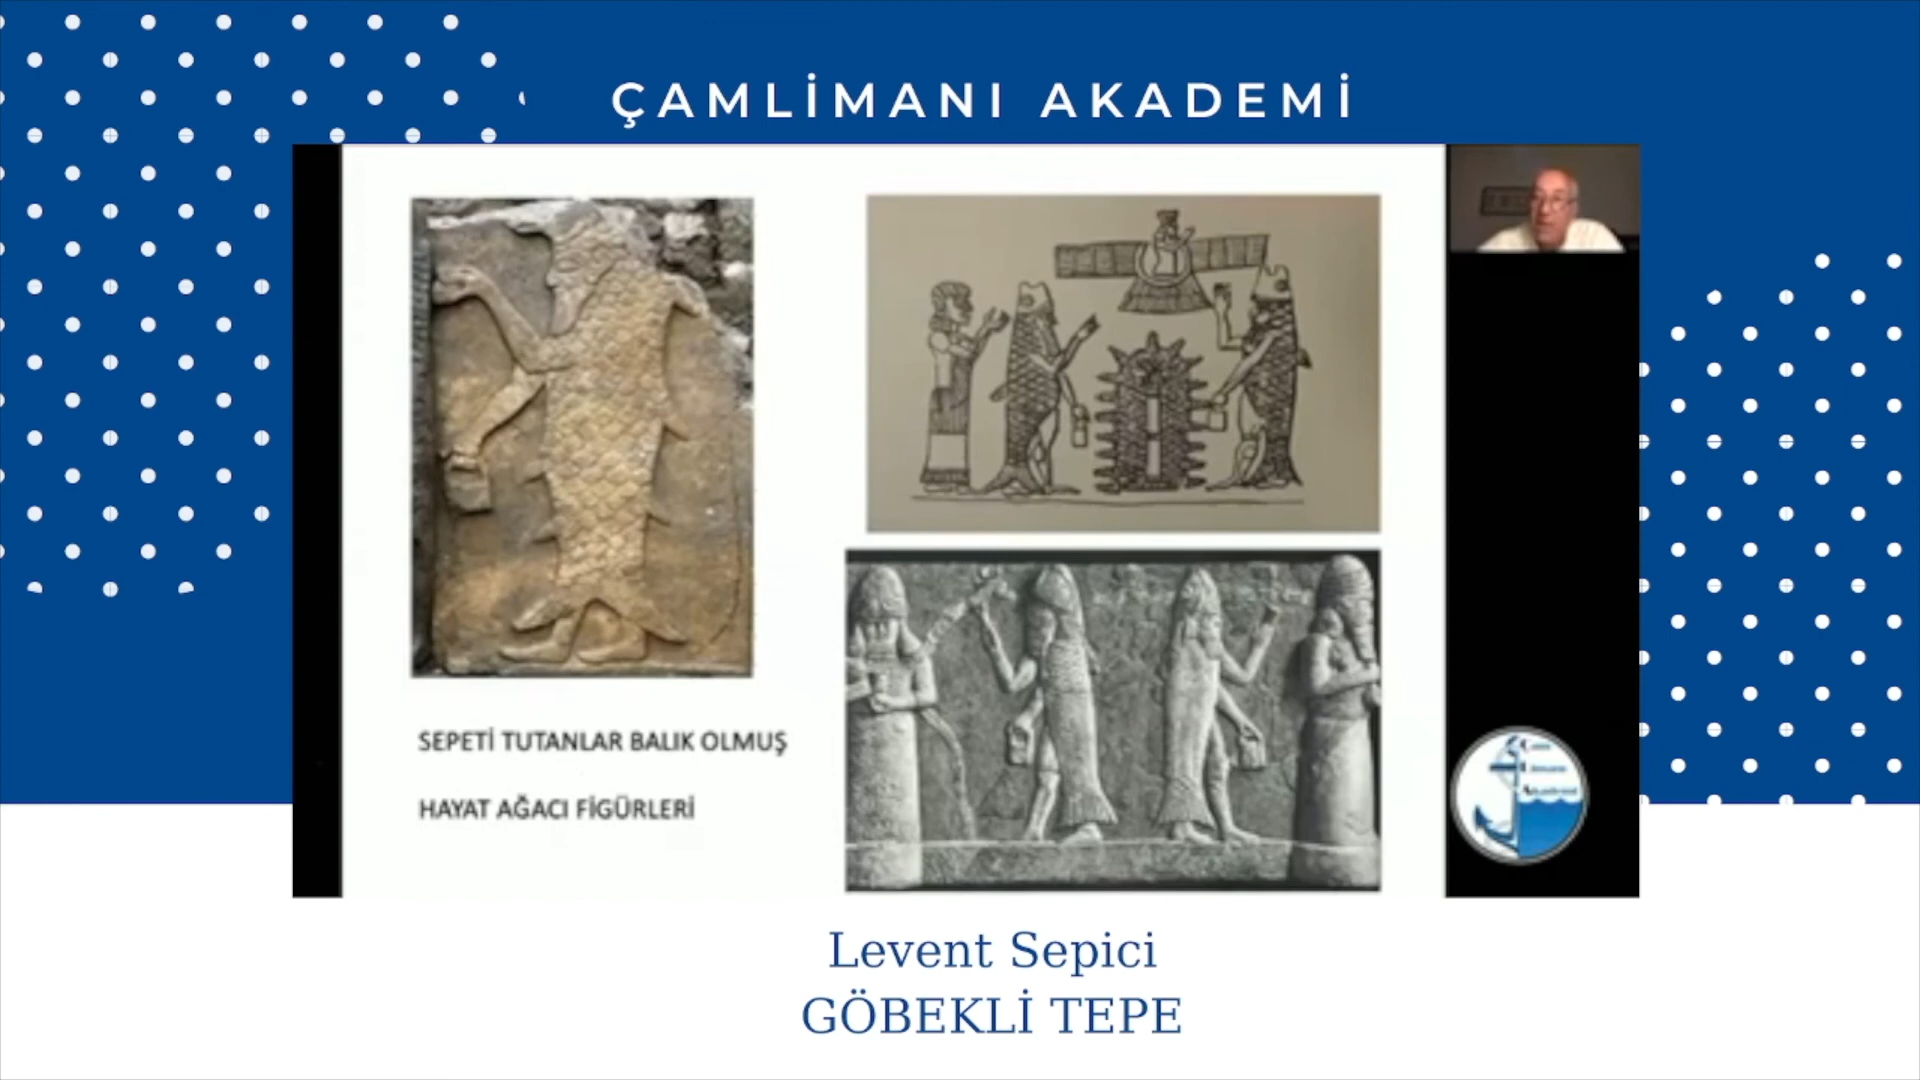 ÇAMLİMANI AKADEMİ
SEPETİ TUTANLAR BALIK OLMUŞ
HAYAT AĞACI FİGÜRLERİ
Levent Sepici
GÖBEKLİ TEPE